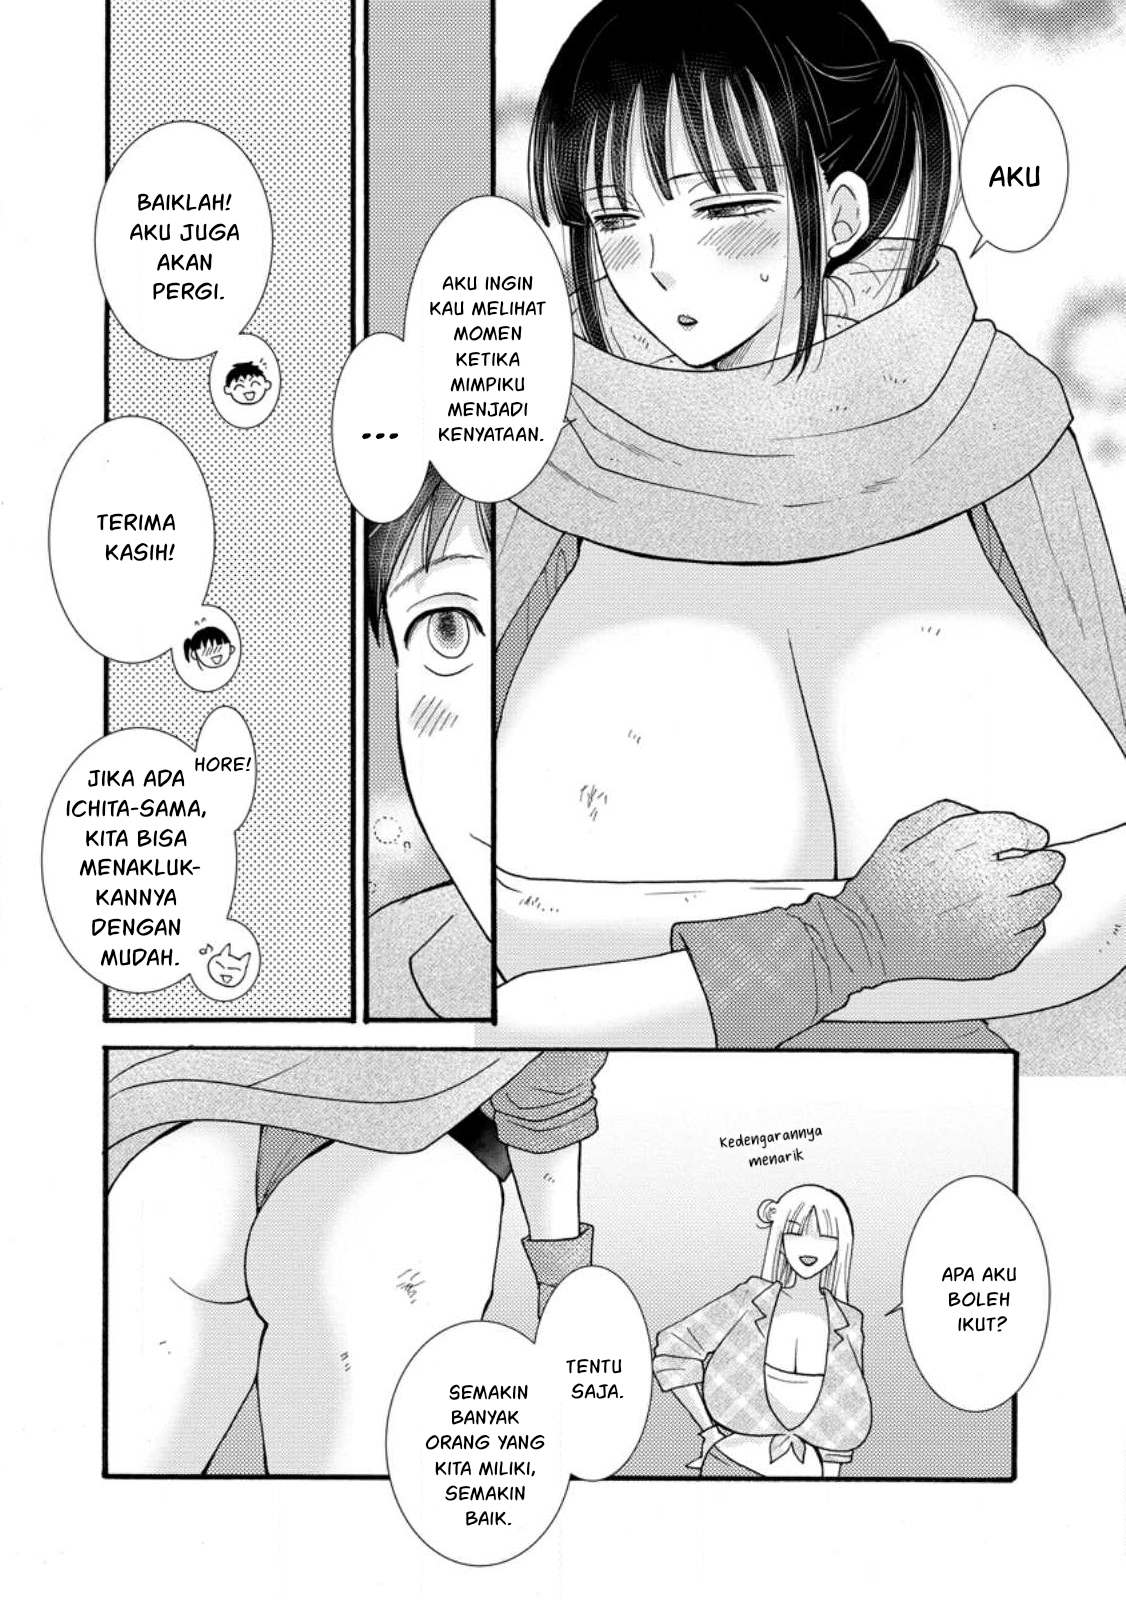 AKU
AKU INGIN
KAU MELIHAT
MOMEN
KETIKA
MIMPIKU
MENJADI
KENYATAAN.
...
BAIKLAH!
AKU JUGA
AKAN
PERGI.
TERIMA
KASIH!
HORE!
JIKA ADA
ICHITA-SAMA,
KITA BISA
MENAKLUK-
KANNYA
DENGAN
MUDAH.
Kedengarannya
menarik
APA AKU
BOLEH
IKUT?
TENTU
SAJA.
SEMAKIN
BANYAK
ORANG YANG
KITA MILIKI,
SEMAKIN
BAIK.